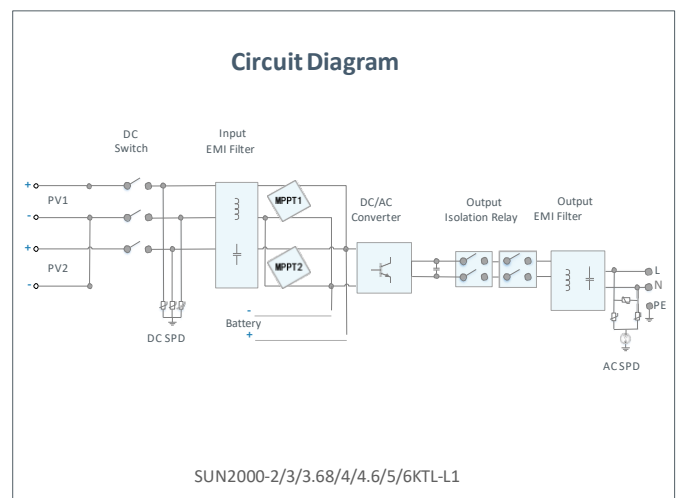 Circuit Diagram
DC
Switch
Input
EMI Filter
+
PV1
-
+
PV2
-
MPPT1
MPPT2
DC/AC
Converter
Output
Isolation Relay
Output
EMI Filter
L
N
PE
-
Battery
+
DC SPD
AC SPD
SUN2000-2/3/3.68/4/4.6/5/6KTL-L1